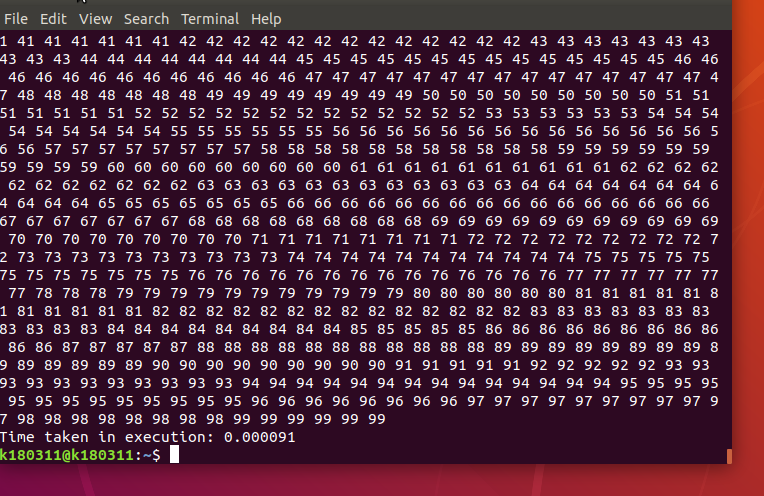 File Edit View Search Terminal Help
1 41 41 41 41 41 41 42 42 42 42 42 42 42 42 42 42 42 42 42 43 43 43 43 43 43 43
43 43 43 44 44 44 44 44 44 44 44 45 45 45 45 45 45 45 45 45 45 45 45 45 45 46 46
46 46 46 46 46 46 46 46 46 46 46 47 47 47 47 47 47 47 47 47 47 47 47 47 47 47 4
7 48 48 48 48 48 48 48 49 49 49 49 49 49 49 49 50 50 50 50 50 50 50 50 50 51 51
51 51 51 51 51 52 52 52 52 52 52 52 52 52 52 52 52 52 53 53 53 53 53 53 54 54 54
54 54 54 54 54 54 55 55 55 55 55 55 56 56 56 56 56 56 56 56 56 56 56 56 56 56 5
6 56 57 57 57 57 57 57 57 57 58 58 58 58 58 58 58 58 58 58 58 58 59 59 59 59 59
59 59 59 59 60 60 60 60 60 60 60 60 60 61 61 61 61 61 61 61 61 61 61 62 62 62 62
62 62 62 62 62 62 62 63 63 63 63 63 63 63 63 63 63 63 63 64 64 64 64 64 64 64 6
4 64 64 64 65 65 65 65 65 65 65 66 66 66 66 66 66 66 66 66 66 66 66 66 66 66 66
67 67 67 67 67 67 67 68 68 68 68 68 68 68 68 68 69 69 69 69 69 69 69 69 69 69 69
70 70 70 70 70 70 70 70 70 71 71 71 71 71 71 71 71 72 72 72 72 72 72 72 72 72 7
2 73 73 73 73 73 73 73 73 73 73 74 74 74 74 74 74 74 74 74 74 74 75 75 75 75 75
75 75 75 75 75 75 75 76 76 76 76 76 76 76 76 76 76 76 76 76 76 77 77 77 77 77 77
77 78 78 78 79 79 79 79 79 79 79 79 79 79 79 80 80 80 80 80 80 81 81 81 81 81 8
1 81 81 81 81 81 82 82 82 82 82 82 82 82 82 82 82 82 82 82 83 83 83 83 83 83 83
83 83 83 83 84 84 84 84 84 84 84 84 84 85 85 85 85 85 86 86 86 86 86 86 86 86 86
86 86 87 87 87 87 87 88 88 88 88 88 88 88 88 88 88 88 89 89 89 89 89 89 89 89 8
9 89 89 89 89 89 90 90 90 90 90 90 90 90 90 91 91 91 91 91 92 92 92 92 92 93 93
93 93 93 93 93 93 93 93 93 94 94 94 94 94 94 94 94 94 94 94 94 94 94 95 95 95 95
95 95 95 95 95 95 95 95 95 96 96 96 96 96 96 96 96 97 97 97 97 97 97 97 97 97 9
7 98 98 98 98 98 98 98 98 99 99 99 99 99 99
Time taken in execution: 0.000091
k180311@k180311:~$